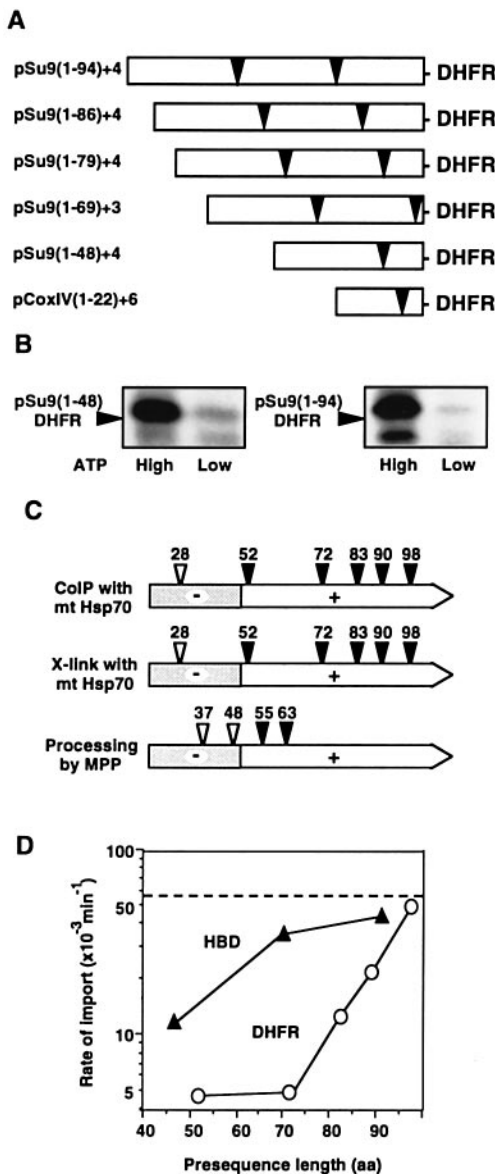 A
pSu9(1-94)+4 DHFR
pSu9(1-86)+4 DHFR
pSu9(1-79)+4 DHFR
pSu9(1-69)+3 DHFR
pSu9(1-48)+4 DHFR
pCoxIV(1-22)+6 DHFR
B
pSu9(1-48) pSu9(1-94)
DHFR DHFR
ATP High Low High Low
C
28 52 72 83 90 98
CoIP with
mt Hsp70
- +
28 52 72 83 90 98
X-link with
mt Hsp70
- +
37 48 55 63
Processing
by MPP
- +
D
Rate of import (x10⁻³min⁻¹)
100
50
10
5
HBD
DHFR
40 50 60 70 80 90
Presequence length (aa)